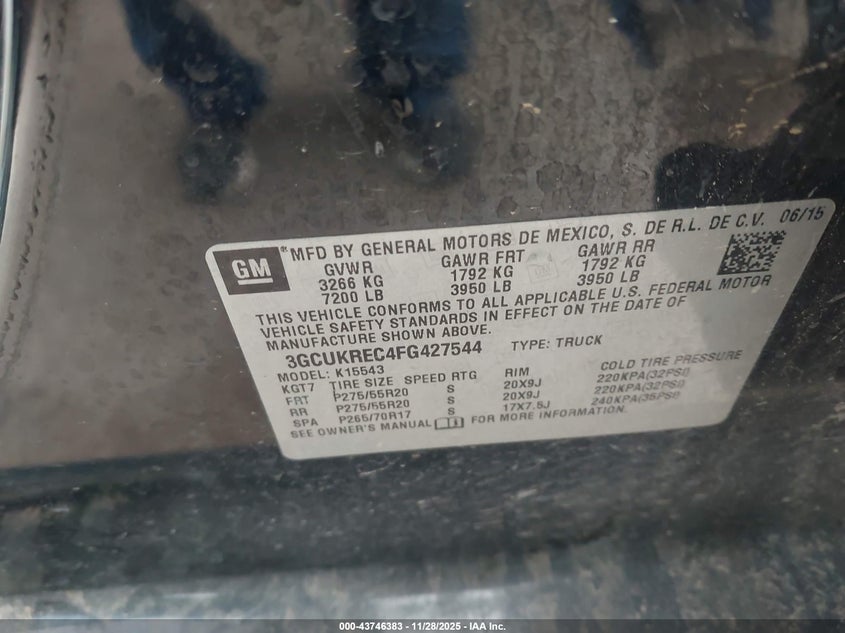 GM
® MFD BY GENERAL MOTORS DE MEXICO, S. DE R.L. DE C.V. 06/15
GVWR GAWR FRT GAWR RR
3266 KG 1792 KG 1792 KG
7200 LB 3950 LB 3950 LB
THIS VEHICLE CONFORMS TO ALL APPLICABLE U.S. FEDERAL MOTOR
VEHICLE SAFETY STANDARDS IN EFFECT ON THE DATE OF
MANUFACTURE SHOWN ABOVE.
3GCUKREC4FG427544 TYPE: TRUCK
MODEL: K15543
KGT7 TIRE SIZE SPEED RTG RIM COLD TIRE PRESSURE
FRT P275/55R20 S 20X9J 220KPA(32PSI)
RR P275/55R20 S 20X9J 220KPA(32PSI)
SPA P265/70R17 S 17X7.5J 240KPA(35PSI)
SEE OWNER'S MANUAL FOR MORE INFORMATION.
000-43746383 | 11/28/2025 - IAA Inc.